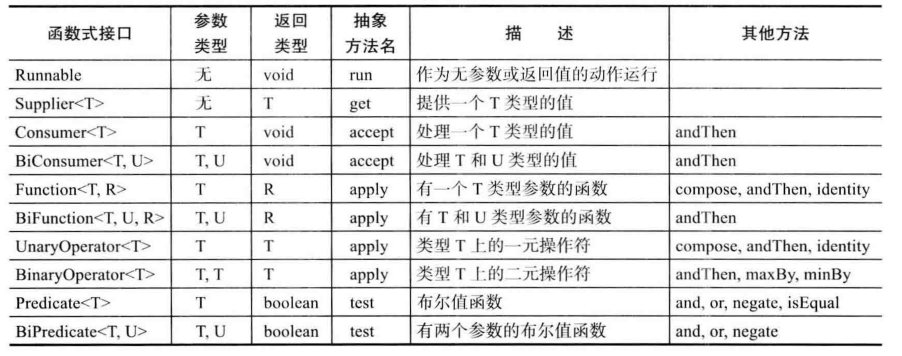 函数式接口 参数类型 返回类型 抽象方法名 描 述 其他方法
Runnable 无 void run 作为无参数或返回值的动作运行
Supplier<T> 无 T get 提供一个 T 类型的值
Consumer<T> T void accept 处理一个 T 类型的值 andThen
BiConsumer<T, U> T, U void accept 处理 T 和 U 类型的值 andThen
Function<T, R> T R apply 有一个 T 类型参数的函数 compose, andThen, identity
BiFunction<T, U, R> T, U R apply 有 T 和 U 类型参数的函数 andThen
UnaryOperator<T> T T apply 类型 T 上的一元操作符 compose, andThen, identity
BinaryOperator<T> T, T T apply 类型 T 上的二元操作符 andThen, maxBy, minBy
Predicate<T> T boolean test 布尔值函数 and, or, negate, isEqual
BiPredicate<T, U> T, U boolean test 有两个参数的布尔值函数 and, or, negate